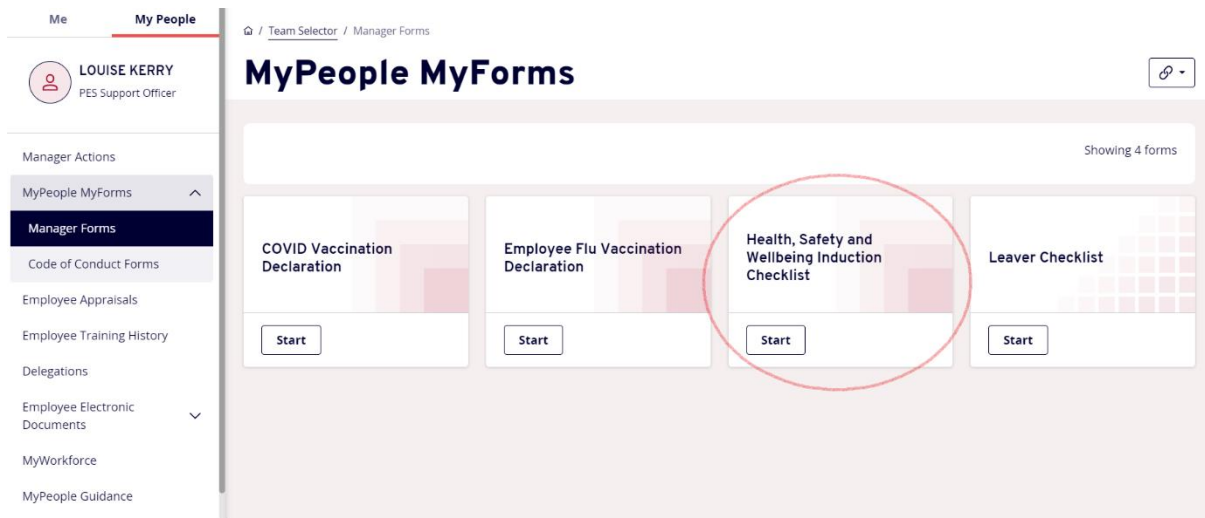 Me
My People
LOUISE KERRY
PES Support Officer
Manager Actions
MyPeople MyForms
Manager Forms
Code of Conduct Forms
Employee Appraisals
Employee Training History
Delegations
Employee Electronic
Documents
MyWorkforce
MyPeople Guidance
/ Team Selector / Manager Forms
MyPeople MyForms
Showing 4 forms
COVID Vaccination
Declaration
Start
Employee Flu Vaccination
Declaration
Start
Health, Safety and
Wellbeing Induction
Checklist
Start
Leaver Checklist
Start